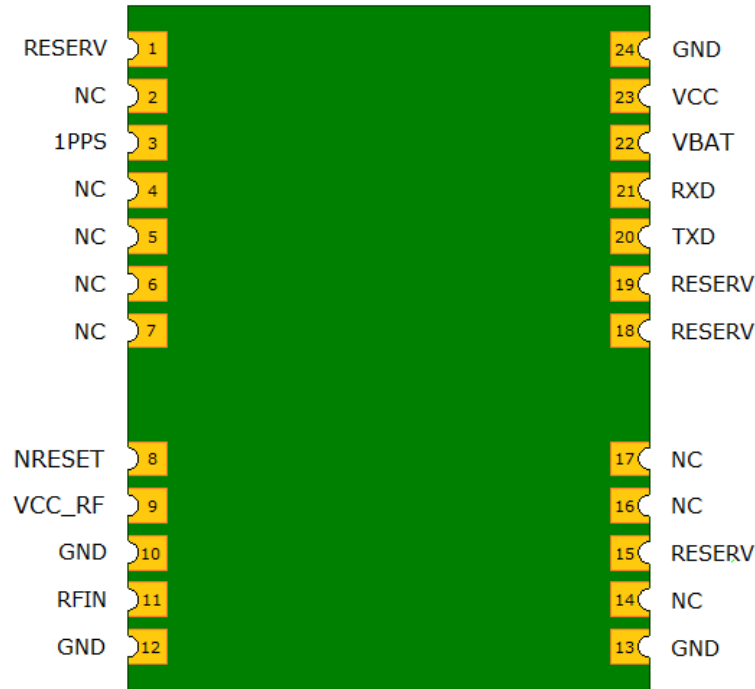 RESERV 1 24 GND
NC 2 23 VCC
1PPS 3 22 VBAT
NC 4 21 RXD
NC 5 20 TXD
NC 6 19 RESERV
NC 7 18 RESERV
NRESET 8 17 NC
VCC_RF 9 16 NC
GND 10 15 RESERV
RFIN 11 14 NC
GND 12 13 GND